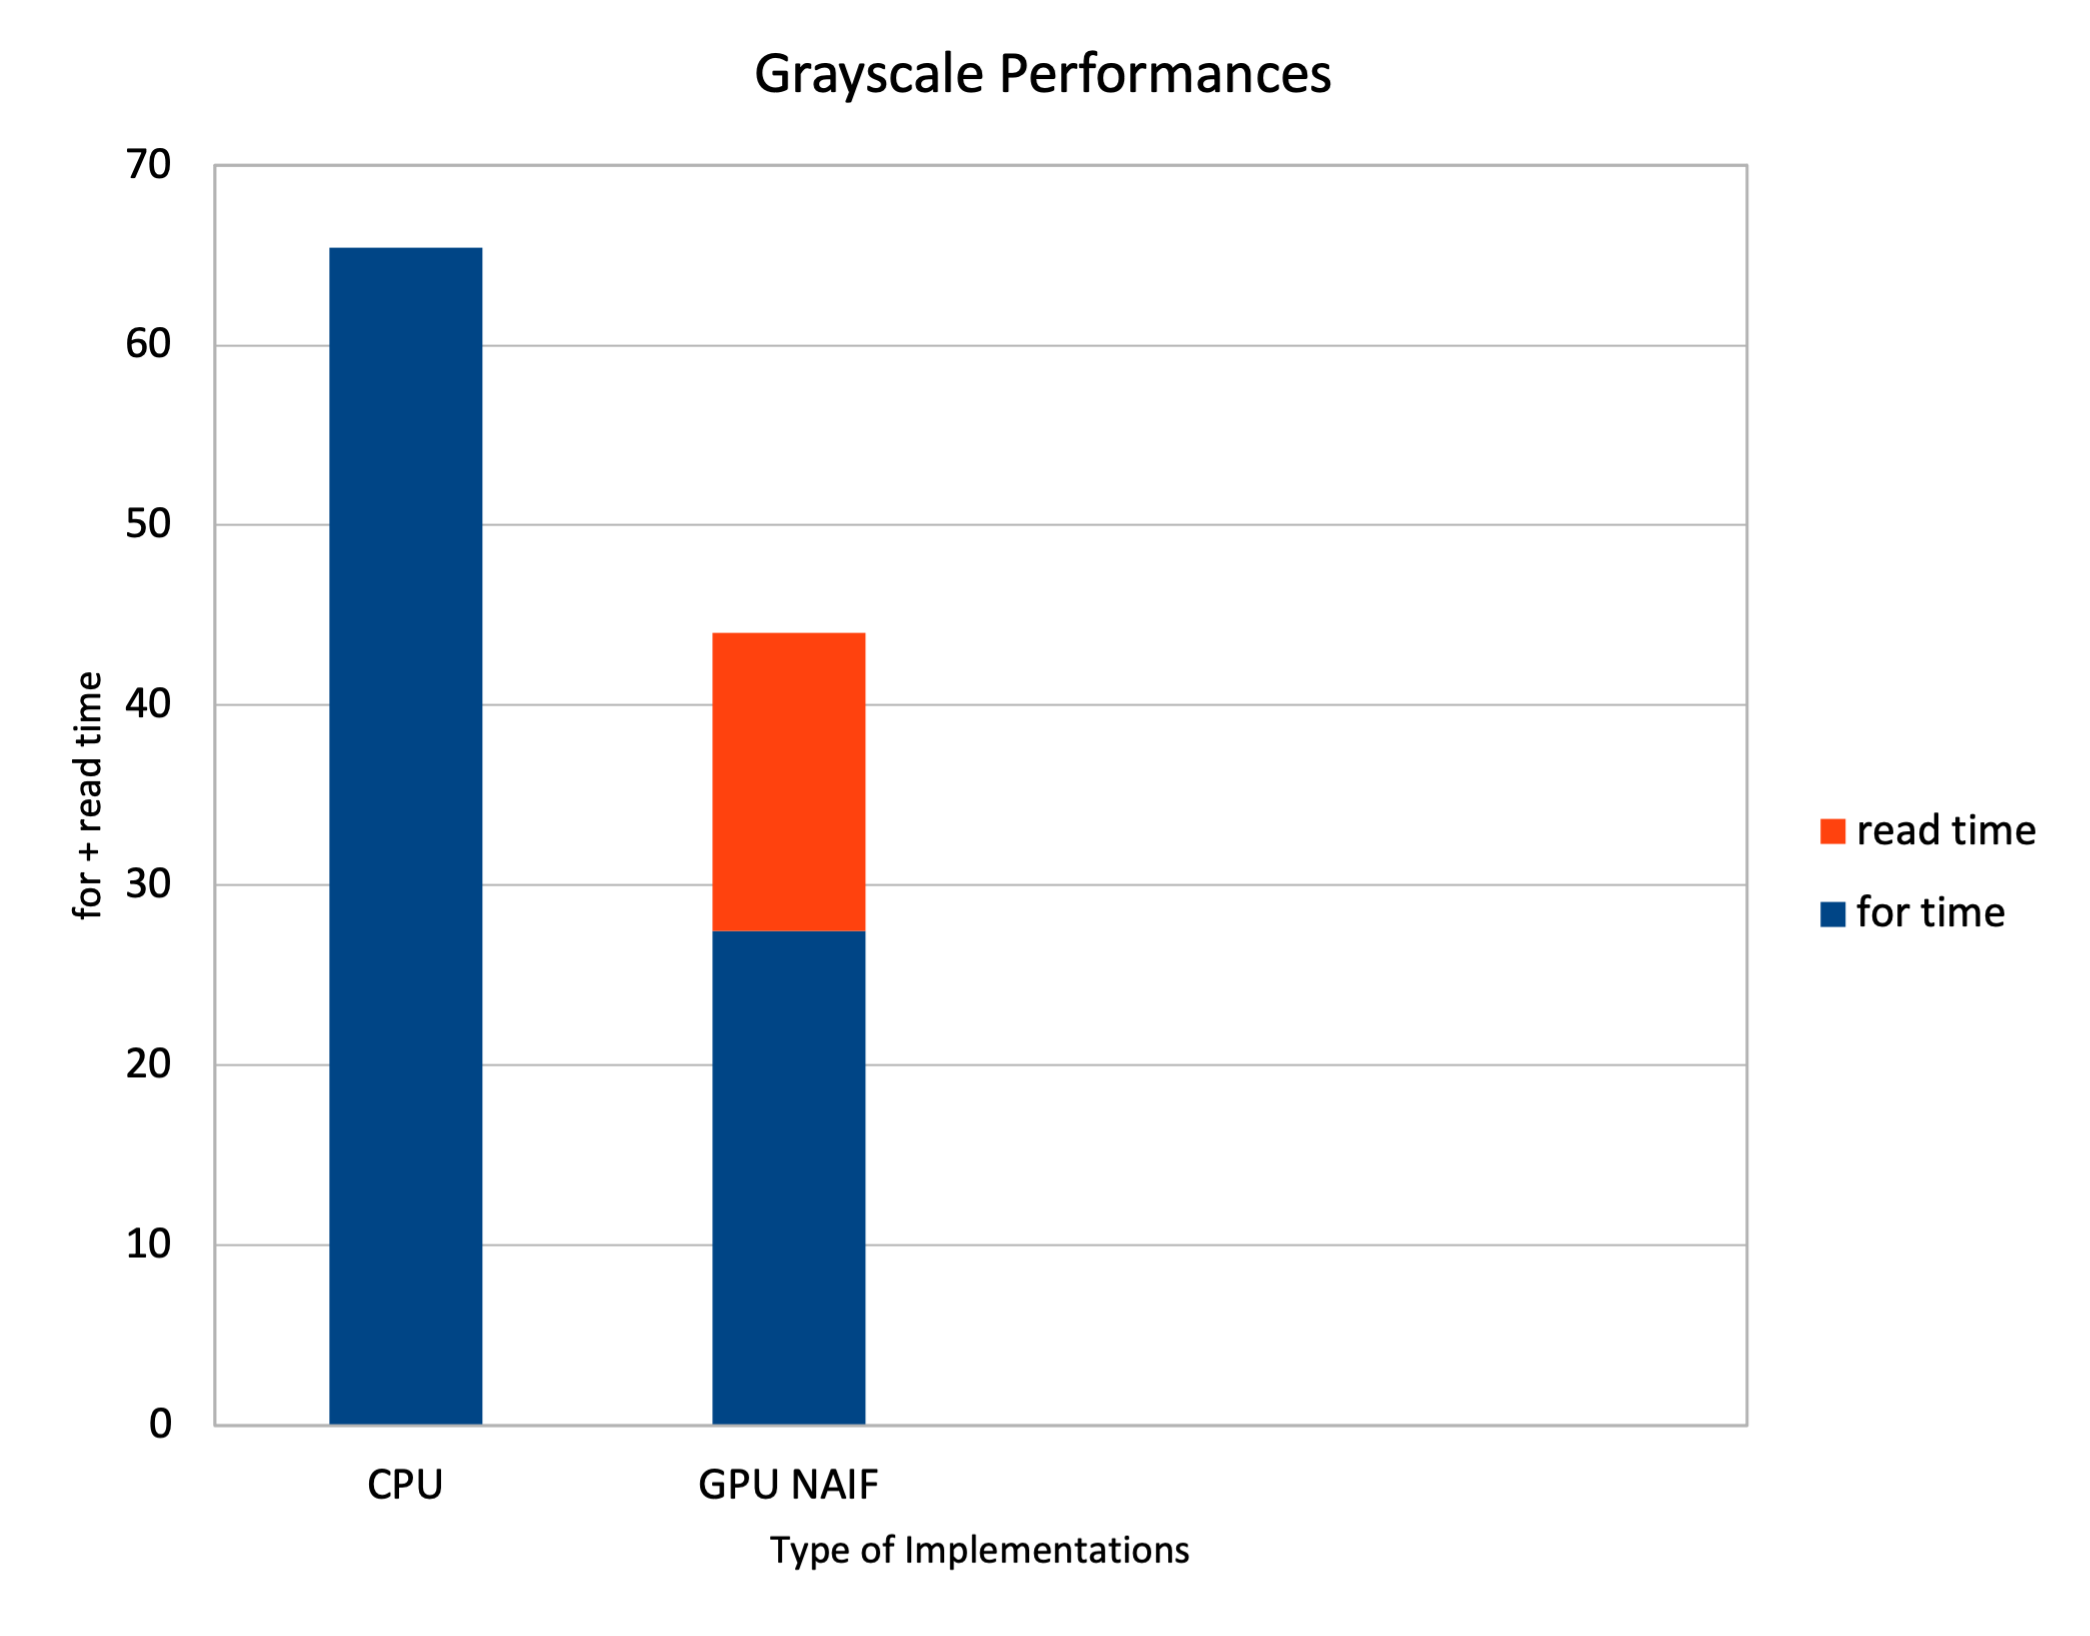 Grayscale Performances
70
60
50
40
30
20
10
0
for + read time
CPU
GPU NAIF
Type of Implementations
read time
for time